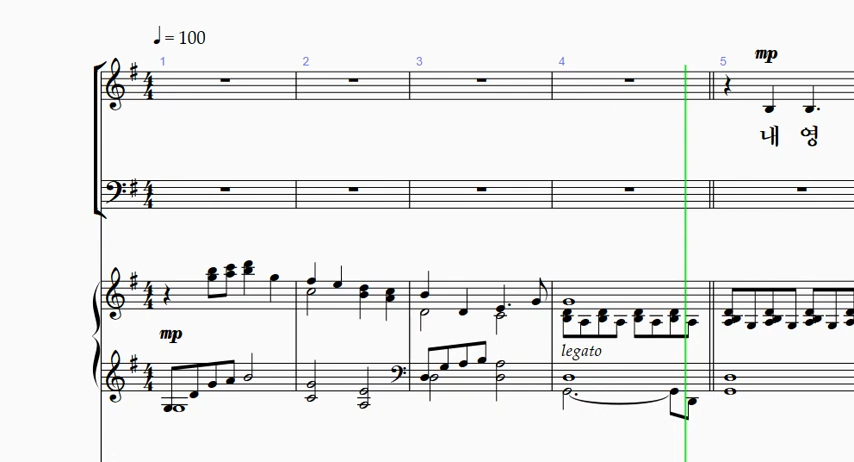 ♩ = 100
1 2 3 4 5
mp
내 영
mp
legato